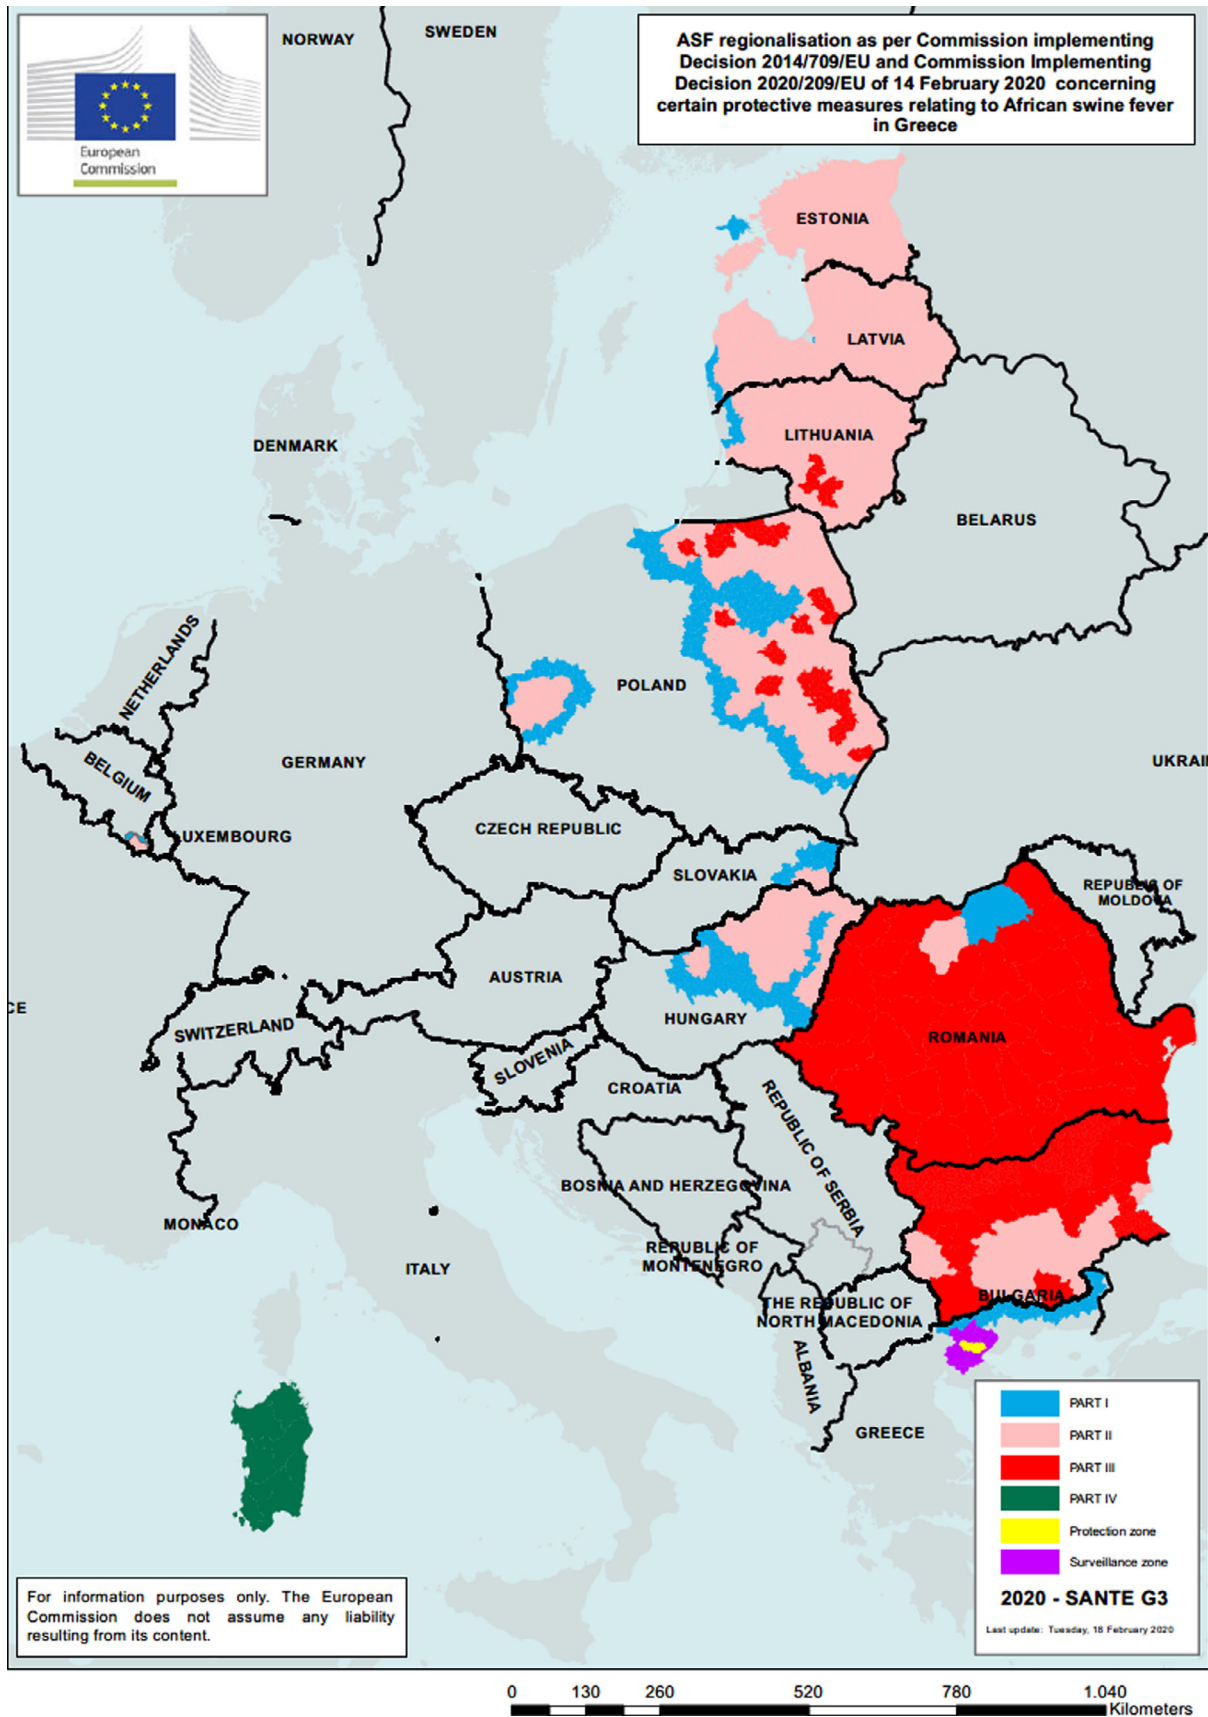 European
Commission
NORWAY
SWEDEN
ASF regionalisation as per Commission implementing
Decision 2014/709/EU and Commission Implementing
Decision 2020/209/EU of 14 February 2020 concerning
certain protective measures relating to African swine fever
in Greece
ESTONIA
LATVIA
LITHUANIA
DENMARK
BELARUS
NETHERLANDS
POLAND
BELGIUM
GERMANY
UKRAI
CZECH REPUBLIC
LUXEMBOURG
SLOVAKIA
REPUBLIC OF
MOLDOVA
AUSTRIA
CE
SWITZERLAND
HUNGARY
ROMANIA
SLOVENIA
CROATIA
REPUBLIC OF SERBIA
BOSNIA AND HERZEGOVINA
MONACO
REPUBLIC OF
MONTENEGRO
ITALY
BULGARIA
THE REPUBLIC OF
NORTH MACEDONIA
ALBANIA
GREECE
PART I
PART II
PART III
PART IV
Protection zone
Surveillance zone
2020 - SANTE G3
Last update: Tuesday, 18 February 2020
For information purposes only. The European
Commission does not assume any liability
resulting from its content.
0 130 260 520 780 1.040
Kilometers